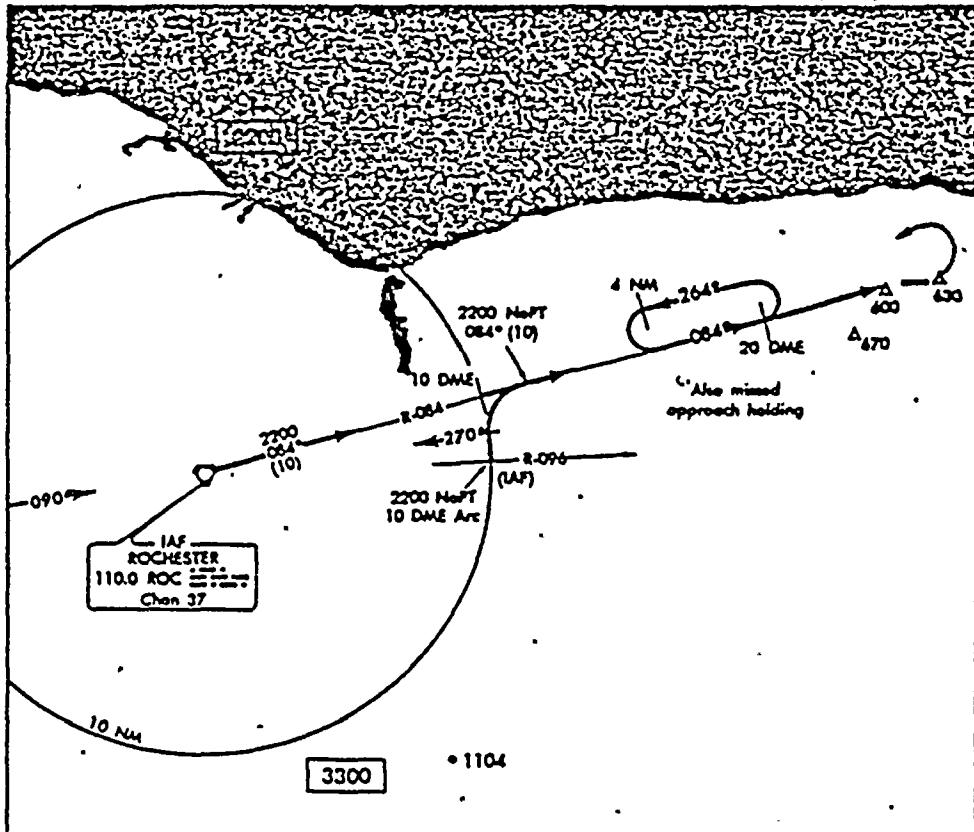 4 NM
264°
600
630
2200 NoPT
084° (10)
084°
20 DME
670
10 DME
Also missed
approach holding
R-084
2200
084°
(10)
270°
R-096
(IAF)
090°
2200 NoPT
10 DME Arc
IAF
ROCHESTER
110.0 ROC
Chan 37
10 NM
3300
1104